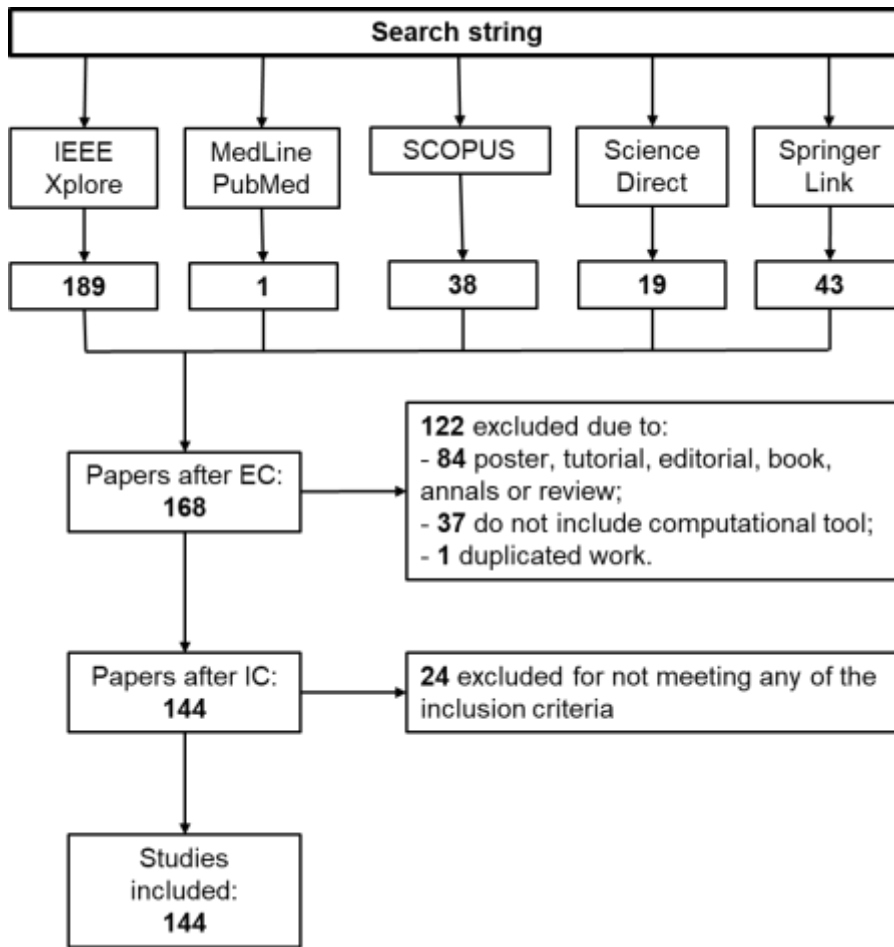 Search string
IEEE
Xplore
MedLine
PubMed
SCOPUS
Science
Direct
Springer
Link
189
1
38
19
43
Papers after EC:
168
122 excluded due to:
- 84 poster, tutorial, editorial, book,
annals or review;
- 37 do not include computational tool;
- 1 duplicated work.
Papers after IC:
144
24 excluded for not meeting any of the
inclusion criteria
Studies
included:
144